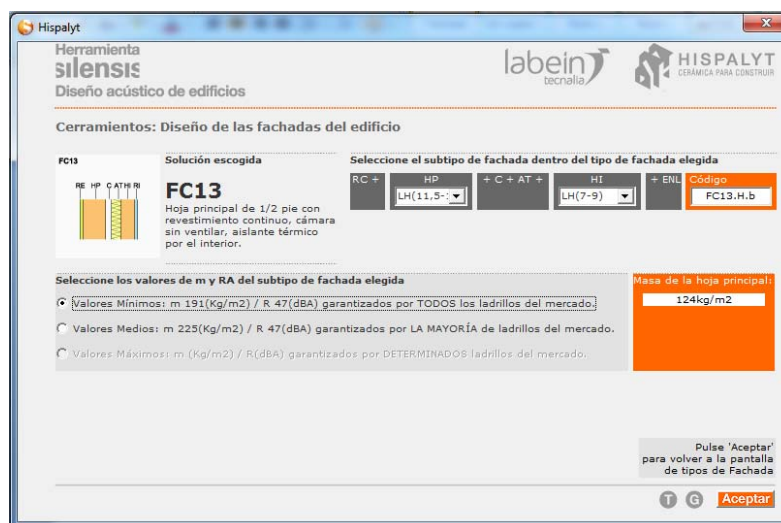 Hispalyt
Herramienta
silensis
Diseño acústico de edificios
labein
tecnalia
HISPALYT
CERÁMICA PARA CONSTRUIR
Cerramientos: Diseño de las fachadas del edificio
FC13
RE HP C AT HI RI
Solución escogida
FC13
Hoja principal de 1/2 pie con
revestimiento continuo, cámara
sin ventilar, aislante térmico
por el interior.
Seleccione el subtipo de fachada dentro del tipo de fachada elegida
RC + HP + C + AT + HI + ENL Código
LH(11,5-: LH(7-9) FC13.H.b
Seleccione los valores de m y RA del subtipo de fachada elegida
Valores Mínimos: m 191(Kg/m2) / R 47(dBA) garantizados por TODOS los ladrillos del mercado.
Valores Medios: m 225(Kg/m2) / R 47(dBA) garantizados por LA MAYORÍA de ladrillos del mercado.
Valores Máximos: m (Kg/m2) / R(dBA) garantizados por DETERMINADOS ladrillos del mercado.
Masa de la hoja principal:
124kg/m2
Pulse 'Aceptar'
para volver a la pantalla
de tipos de Fachada
T G Aceptar